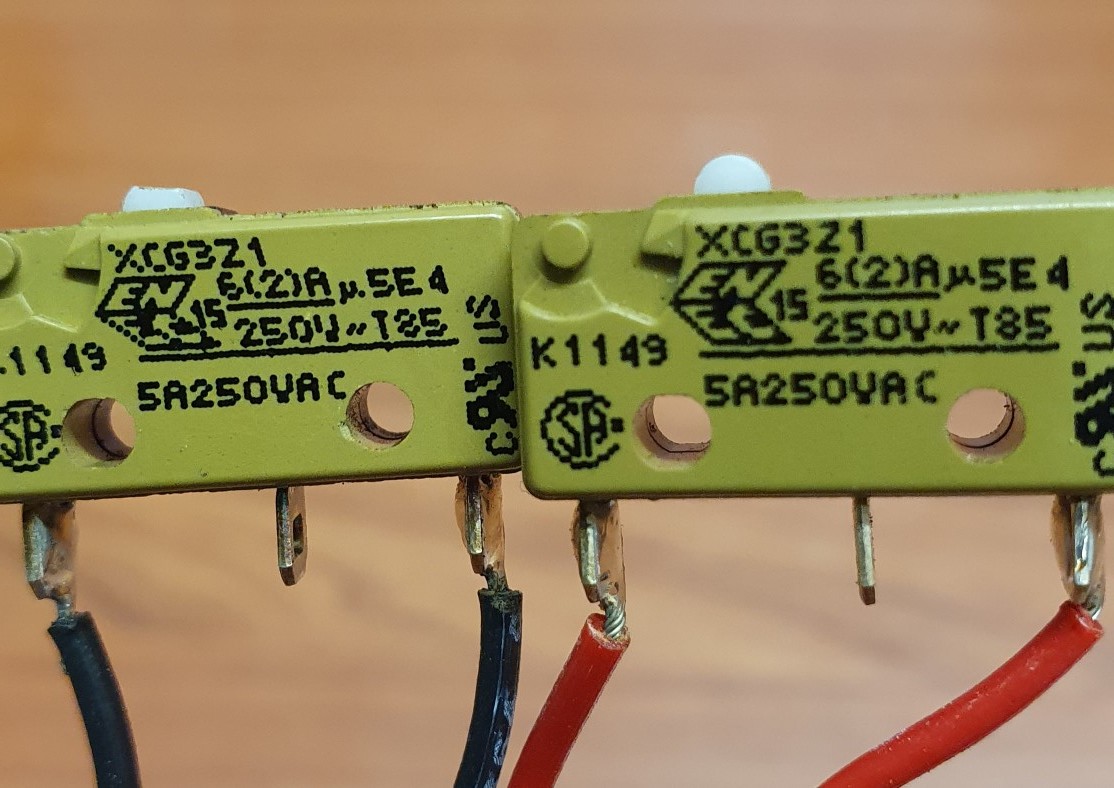 XCG3Z1
6(2)A µ5E4
15
250V~T85
1149
5A250VAC
c US
XCG3Z1
6(2)A µ5E4
15
250V~T85
K1149
5A250VAC
c US